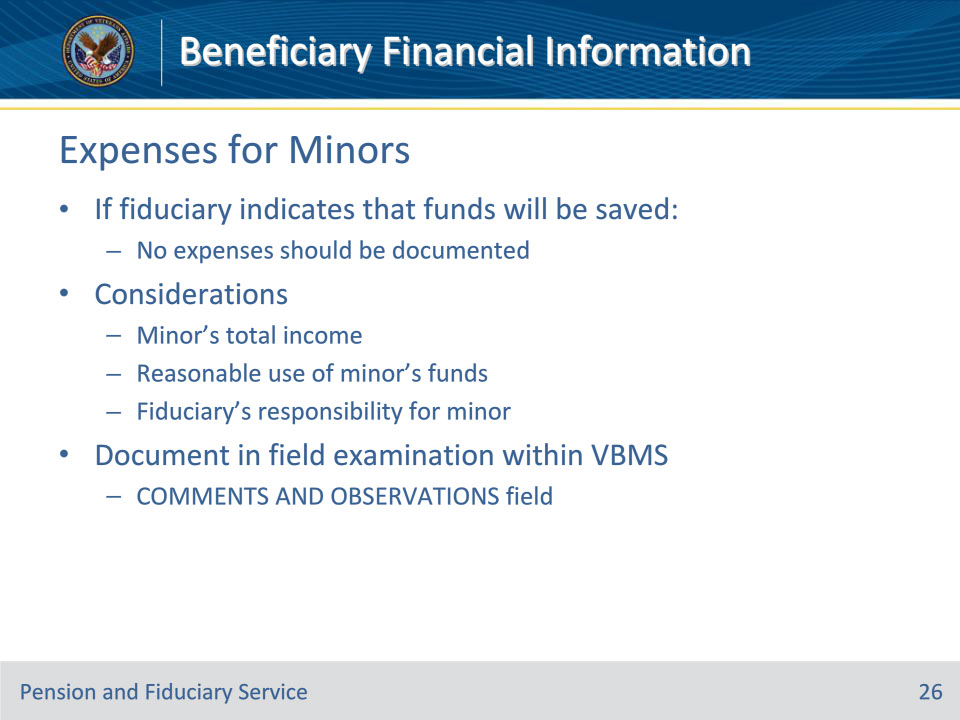 Beneficiary Financial Information
Expenses for Minors
• If fiduciary indicates that funds will be saved:
– No expenses should be documented
• Considerations
– Minor’s total income
– Reasonable use of minor’s funds
– Fiduciary’s responsibility for minor
• Document in field examination within VBMS
– COMMENTS AND OBSERVATIONS field
Pension and Fiduciary Service
26